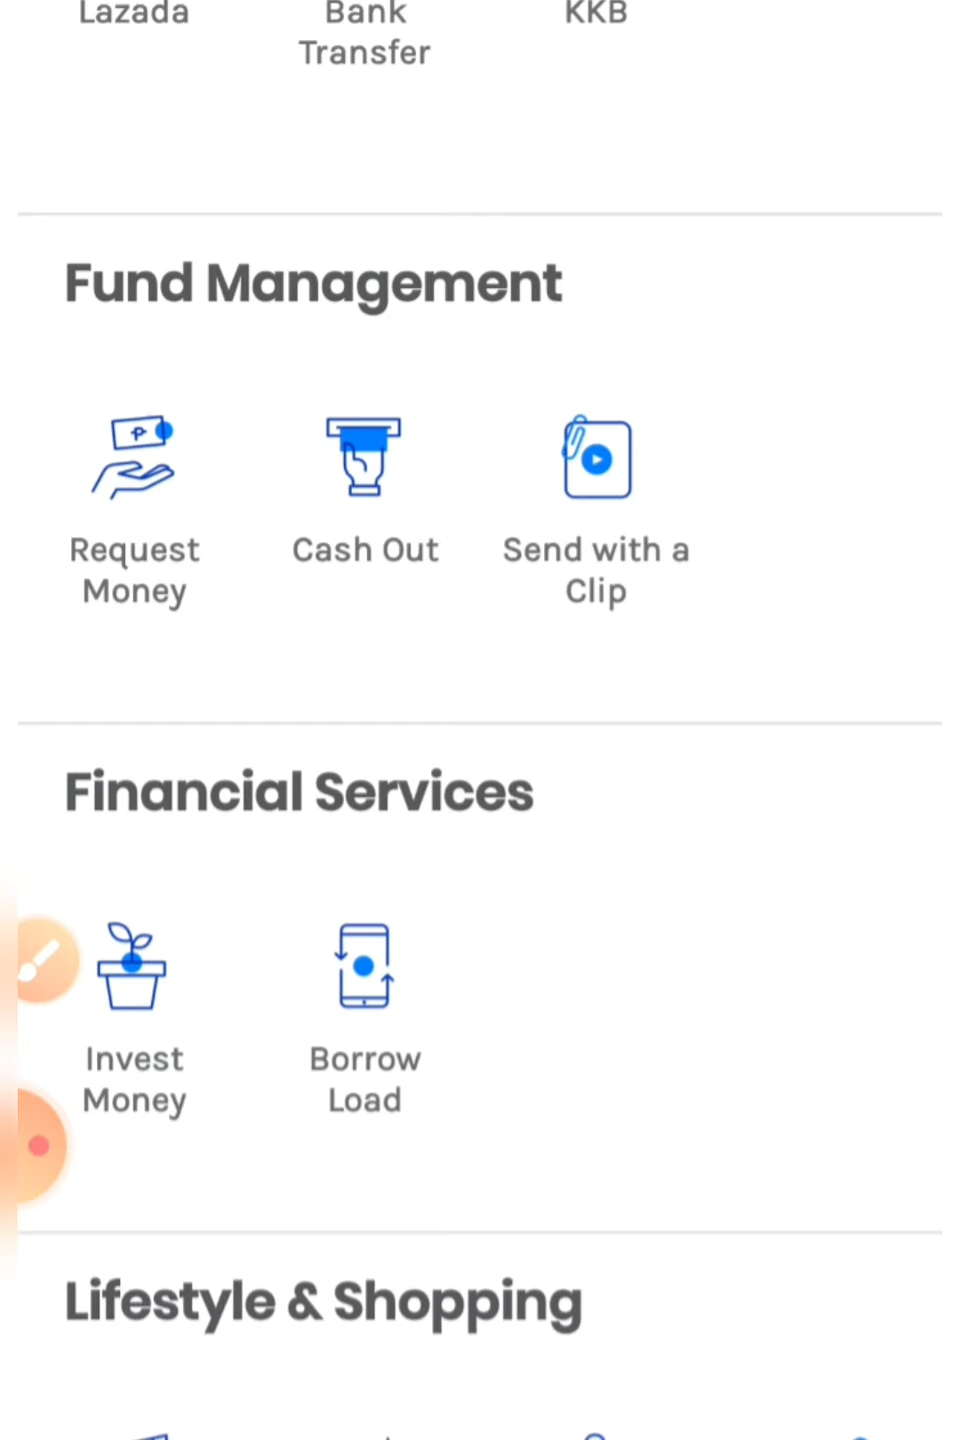 Lazada
Bank
Transfer
KKB
Fund Management
₱
Request
Money
Cash Out
Send with a
Clip
Financial Services
Invest
Money
Borrow
Load
Lifestyle & Shopping